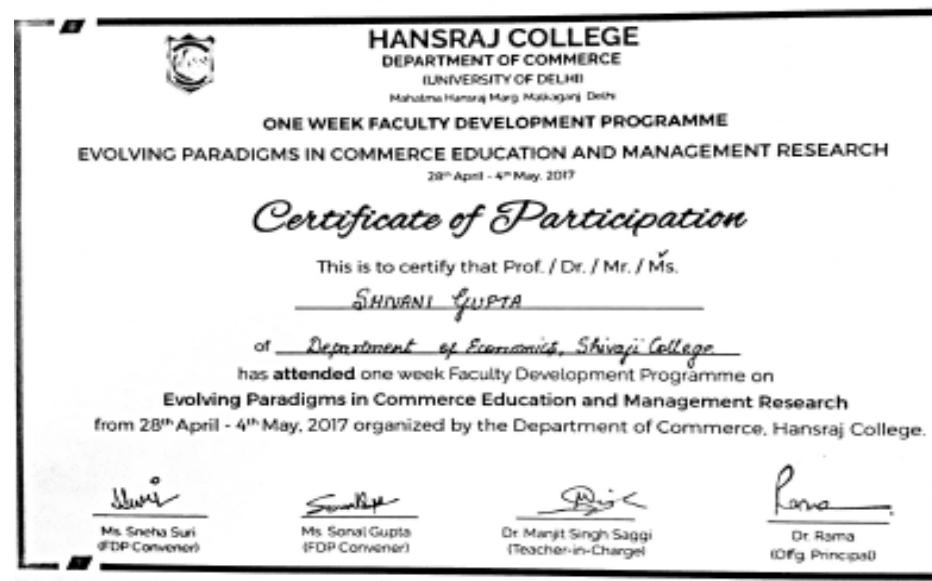 HANSRAJ COLLEGE
DEPARTMENT OF COMMERCE
(UNIVERSITY OF DELHI)
Mahatma Hansraj Marg, Malkaganj, Delhi
ONE WEEK FACULTY DEVELOPMENT PROGRAMME
EVOLVING PARADIGMS IN COMMERCE EDUCATION AND MANAGEMENT RESEARCH
28th April - 4th May, 2017
Certificate of Participation
This is to certify that Prof. / Dr. / Mr. / Ms.
SHIVANI GUPTA
of Department of Economics, Shivaji College
has attended one week Faculty Development Programme on
Evolving Paradigms in Commerce Education and Management Research
from 28th April - 4th May, 2017 organized by the Department of Commerce, Hansraj College.
Rama
Ms. Sneha Suri Ms. Sonal Gupta Dr. Manjit Singh Saggi Dr. Rama
(FDP Convener) (FDP Convener) (Teacher-in-Charge) (Offg. Principal)